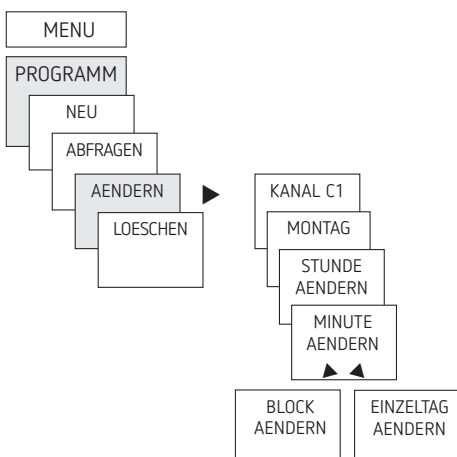 MENU
PROGRAMM
NEU
ABFRAGEN
AENDERN
LOESCHEN
KANAL C1
MONTAG
STUNDE
AENDERN
MINUTE
AENDERN
BLOCK
AENDERN
EINZELTAG
AENDERN